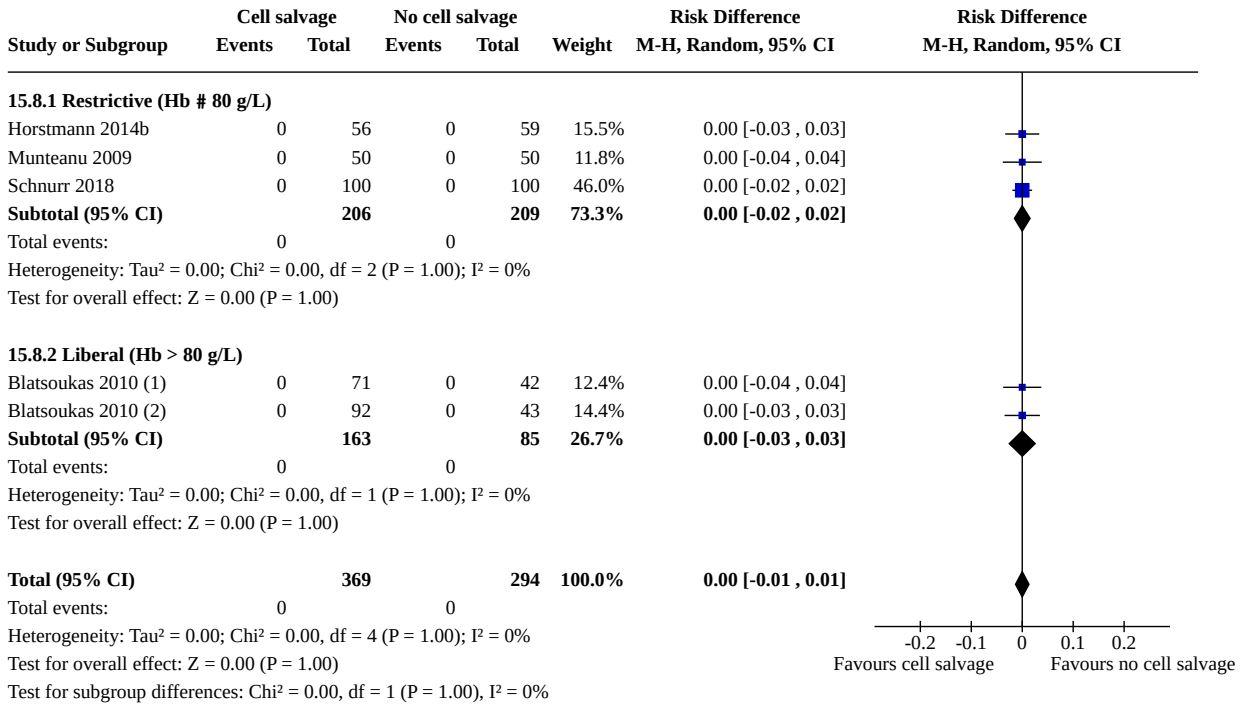 Cell salvage No cell salvage Risk Difference Risk Difference
Study or Subgroup Events Total Events Total Weight M-H, Random, 95% CI M-H, Random, 95% CI
15.8.1 Restrictive (Hb # 80 g/L)
Horstmann 2014b 0 56 0 59 15.5% 0.00 [-0.03 , 0.03]
Munteanu 2009 0 50 0 50 11.8% 0.00 [-0.04 , 0.04]
Schnurr 2018 0 100 0 100 46.0% 0.00 [-0.02 , 0.02]
Subtotal (95% CI) 206 209 73.3% 0.00 [-0.02 , 0.02]
Total events: 0 0
Heterogeneity: Tau² = 0.00; Chi² = 0.00, df = 2 (P = 1.00); I² = 0%
Test for overall effect: Z = 0.00 (P = 1.00)
15.8.2 Liberal (Hb > 80 g/L)
Blatsoukas 2010 (1) 0 71 0 42 12.4% 0.00 [-0.04 , 0.04]
Blatsoukas 2010 (2) 0 92 0 43 14.4% 0.00 [-0.03 , 0.03]
Subtotal (95% CI) 163 85 26.7% 0.00 [-0.03 , 0.03]
Total events: 0 0
Heterogeneity: Tau² = 0.00; Chi² = 0.00, df = 1 (P = 1.00); I² = 0%
Test for overall effect: Z = 0.00 (P = 1.00)
Total (95% CI) 369 294 100.0% 0.00 [-0.01 , 0.01]
Total events: 0 0
Heterogeneity: Tau² = 0.00; Chi² = 0.00, df = 4 (P = 1.00); I² = 0%
-0.2 -0.1 0 0.1 0.2
Test for overall effect: Z = 0.00 (P = 1.00) Favours cell salvage Favours no cell salvage
Test for subgroup differences: Chi² = 0.00, df = 1 (P = 1.00), I² = 0%